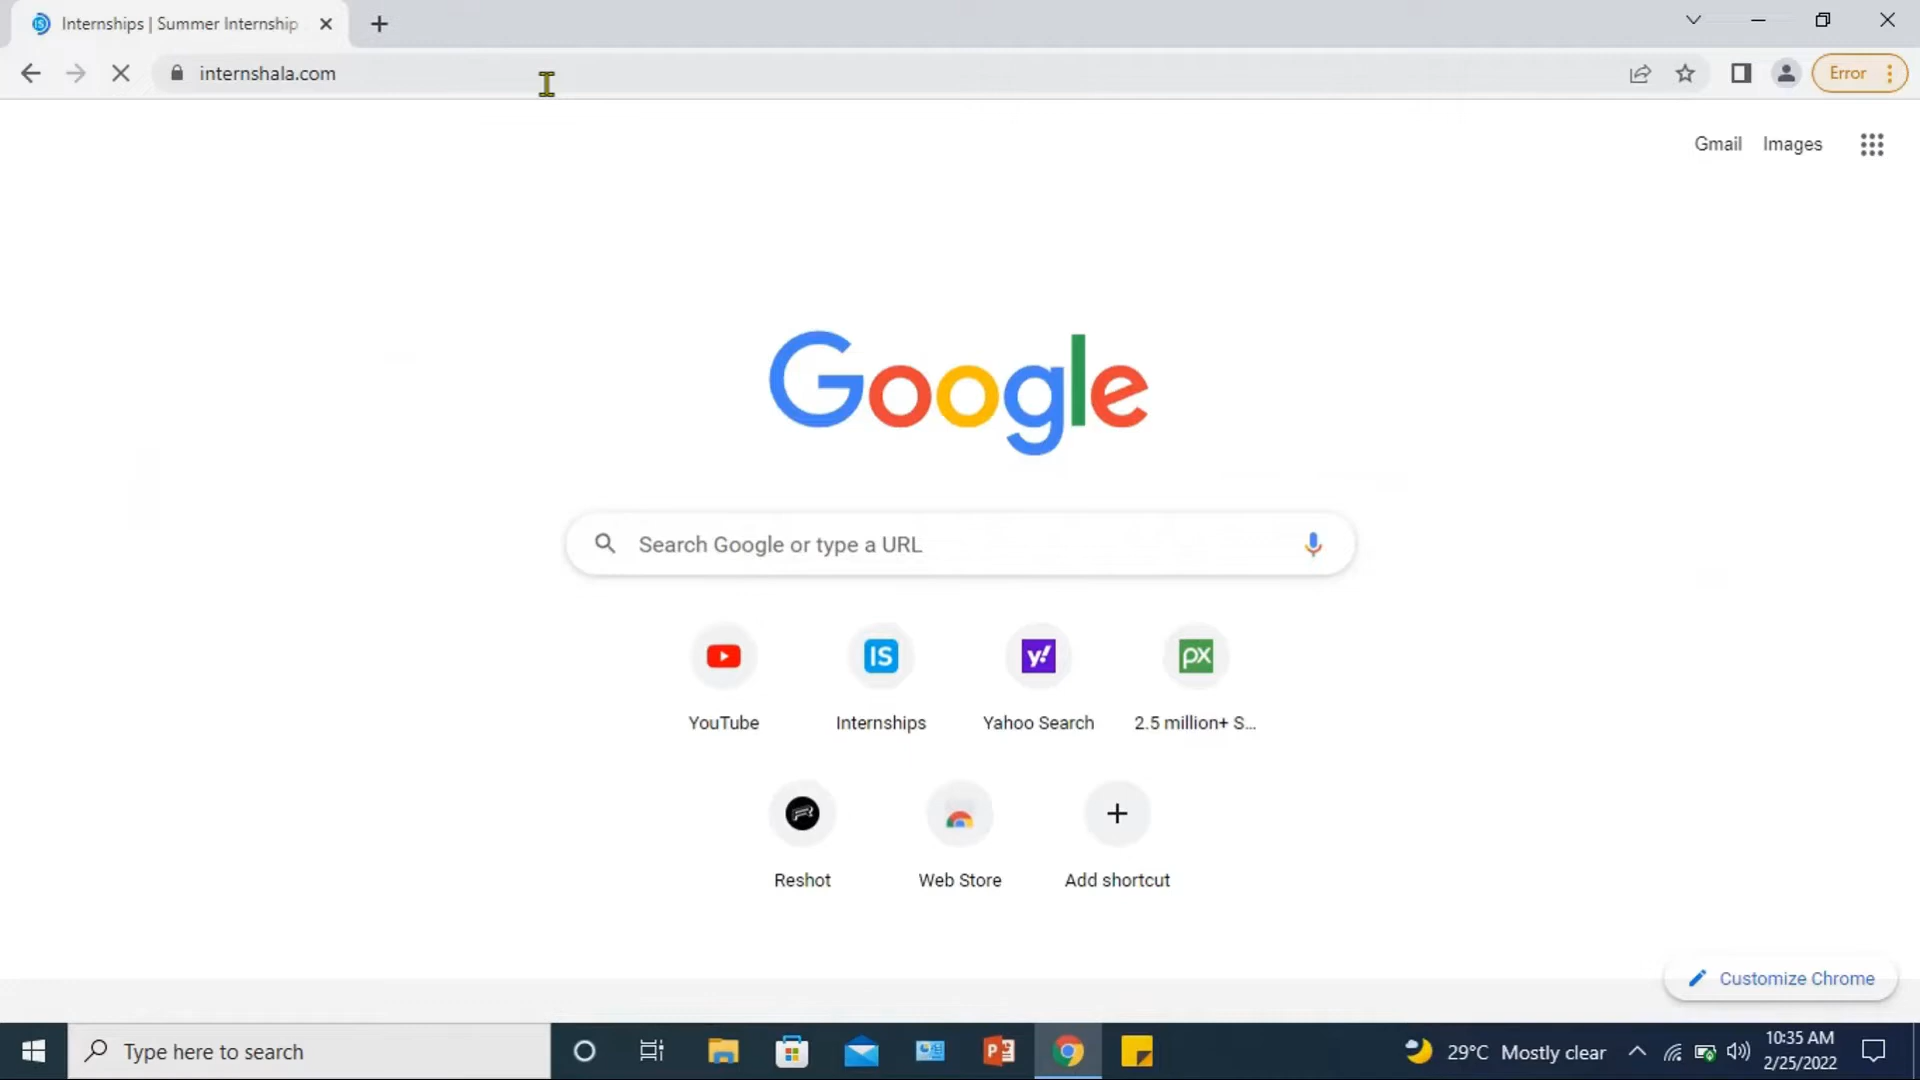 Internships | Summer Internship
internshala.com
Error
Gmail Images
Google
Search Google or type a URL
IS
y!
px
YouTube Internships Yahoo Search 2.5 million+ S...
Reshot Web Store Add shortcut
Customize Chrome
Type here to search
29°C Mostly clear
10:35 AM
2/25/2022